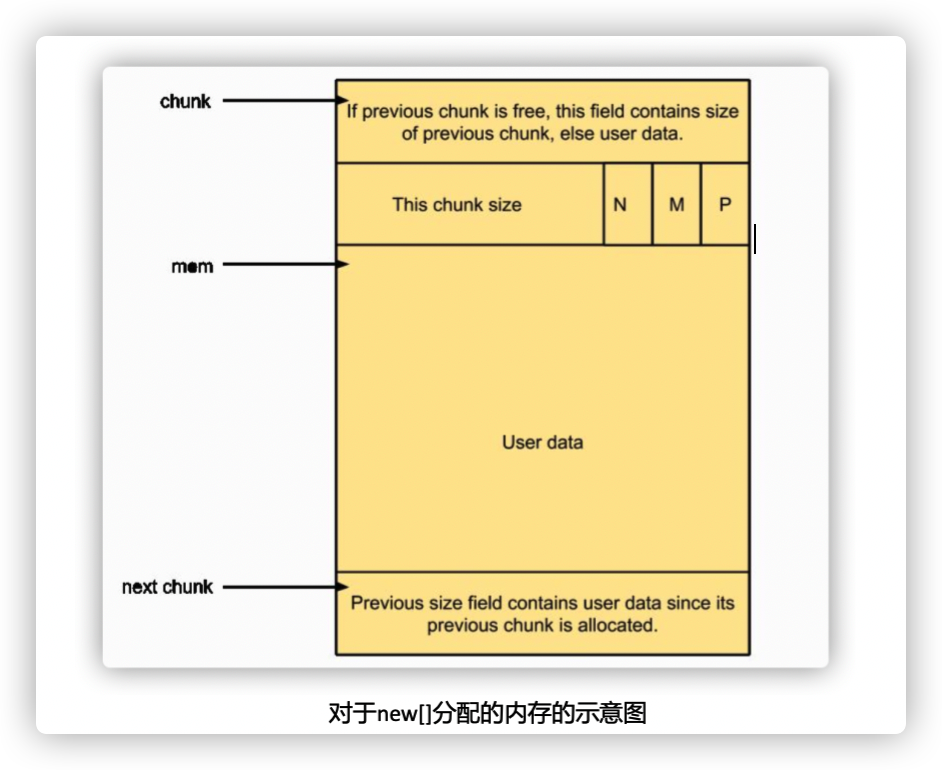 chunk
If previous chunk is free, this field contains size
of previous chunk, else user data.
This chunk size
N
M
P
mem
User data
next chunk
Previous size field contains user data since its
previous chunk is allocated.
对于new[]分配的内存的示意图